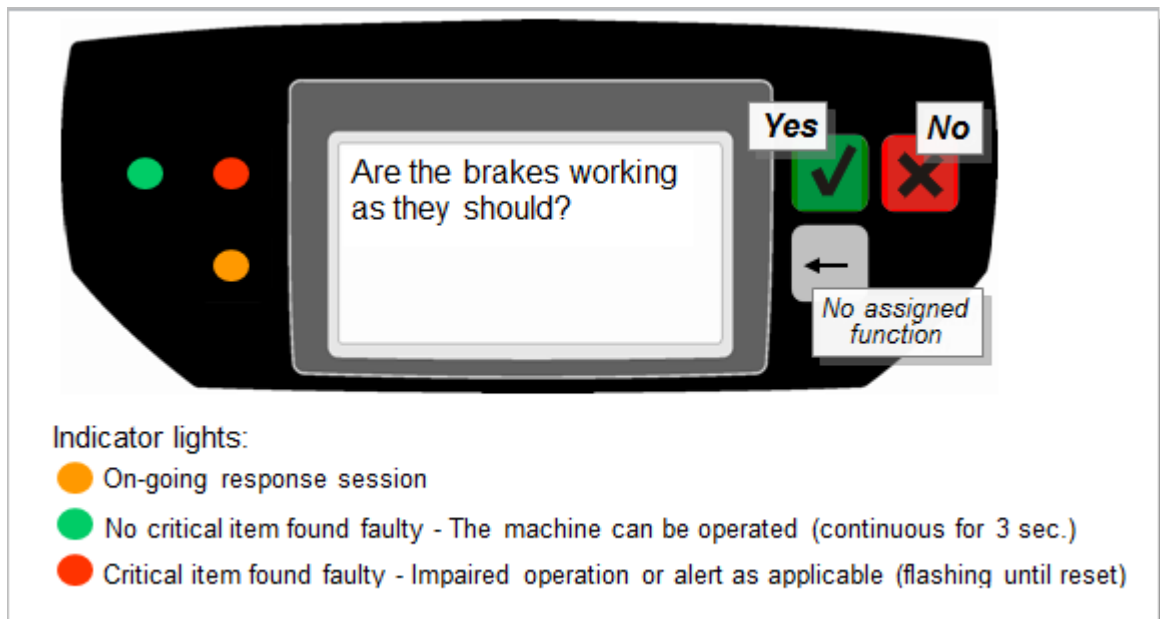 Yes
No
Are the brakes working
as they should?
No assigned
function
Indicator lights:
On-going response session
No critical item found faulty - The machine can be operated (continuous for 3 sec.)
Critical item found faulty - Impaired operation or alert as applicable (flashing until reset)